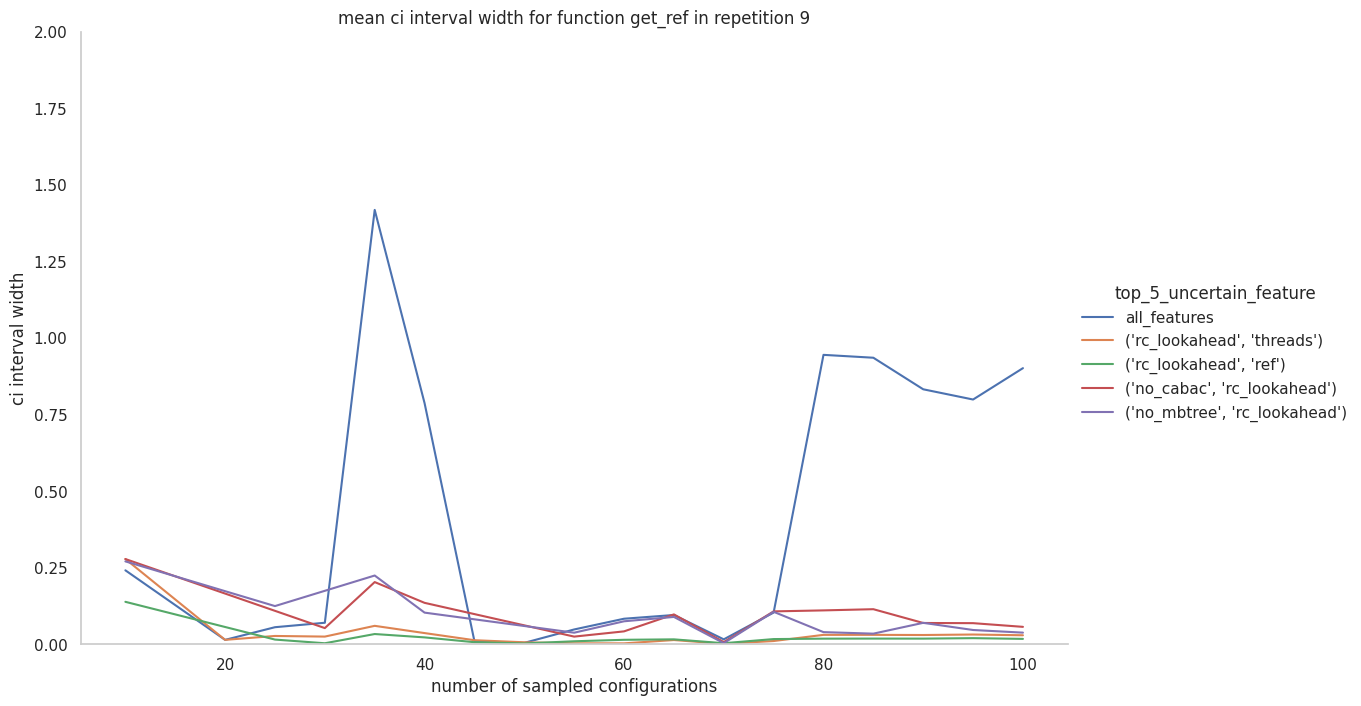 mean ci interval width for function get_ref in repetition 9
2.00
1.75
1.50
1.25
1.00
0.75
0.50
0.25
0.00
ci interval width
20
40
60
80
100
number of sampled configurations
top_5_uncertain_feature
all_features
('rc_lookahead', 'threads')
('rc_lookahead', 'ref')
('no_cabac', 'rc_lookahead')
('no_mbtree', 'rc_lookahead')